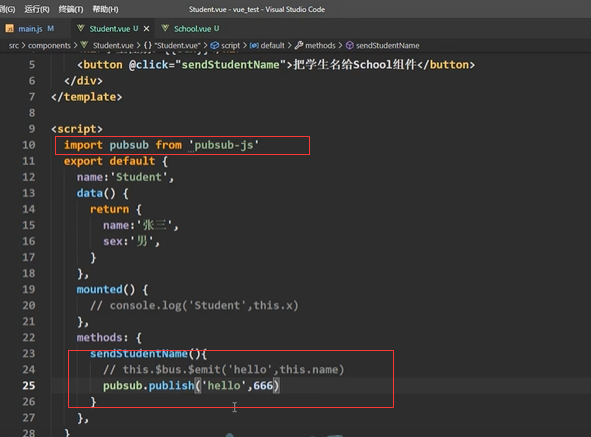 到(G) 运行(R) 终端(T) 帮助(H) Student.vue - vue_test - Visual Studio Code
main.js M Student.vue U × School.vue U
src > components > Student.vue > {} "Student.vue" > script > default > methods > sendStudentName
5 <button @click="sendStudentName">把学生名给School组件</button>
6 </div>
7 </template>
8
9 <script>
10 import pubsub from 'pubsub-js'
11 export default {
12 name:'Student',
13 data() {
14 return {
15 name:'张三',
16 sex:'男',
17 }
18 },
19 mounted() {
20 // console.log('Student',this.x)
21 },
22 methods: {
23 sendStudentName(){
24 // this.$bus.$emit('hello',this.name)
25 pubsub.publish('hello',666)
26 }
27 },
28 }